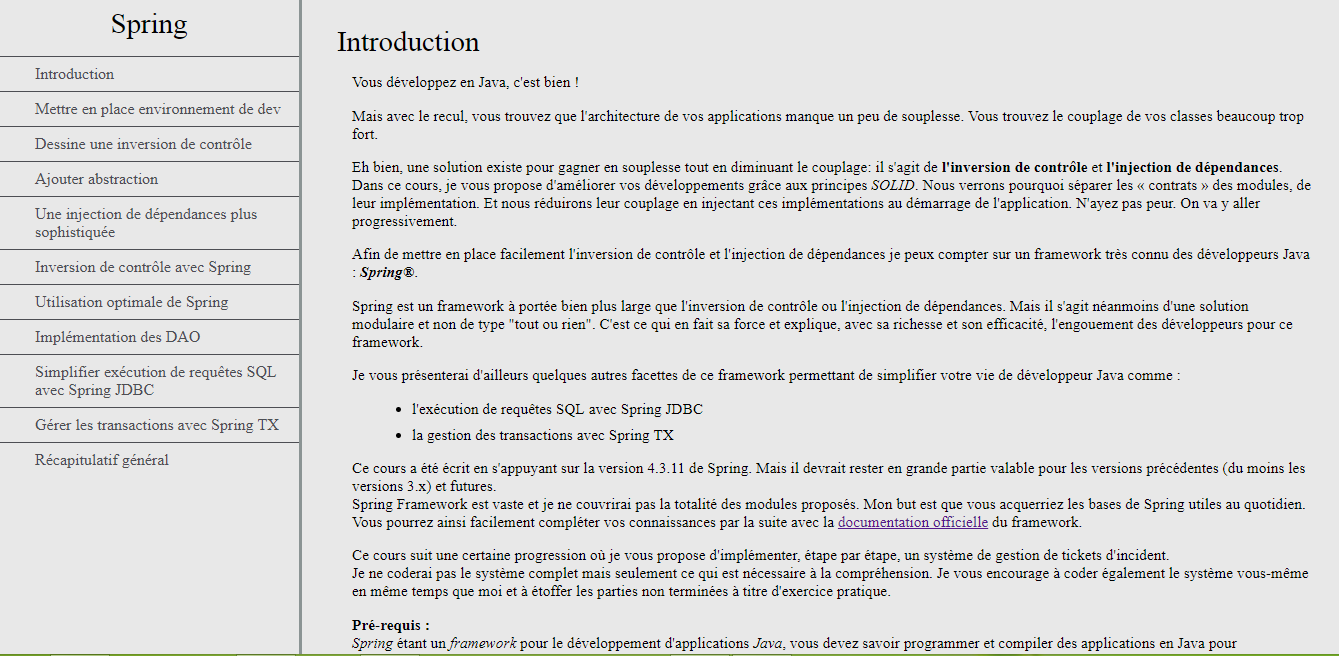 Spring
Introduction
Mettre en place environnement de dev
Dessine une inversion de contrôle
Ajouter abstraction
Une injection de dépendances plus
sophistiquée
Inversion de contrôle avec Spring
Utilisation optimale de Spring
Implémentation des DAO
Simplifier exécution de requêtes SQL
avec Spring JDBC
Gérer les transactions avec Spring TX
Récapitulatif général
Introduction
Vous développez en Java, c'est bien !
Mais avec le recul, vous trouvez que l'architecture de vos applications manque un peu de souplesse. Vous trouvez le couplage de vos classes beaucoup trop
fort.
Eh bien, une solution existe pour gagner en souplesse tout en diminuant le couplage: il s'agit de l'inversion de contrôle et l'injection de dépendances.
Dans ce cours, je vous propose d'améliorer vos développements grâce aux principes SOLID. Nous verrons pourquoi séparer les « contrats » des modules, de
leur implémentation. Et nous réduirons leur couplage en injectant ces implémentations au démarrage de l'application. N'ayez pas peur. On va y aller
progressivement.
Afin de mettre en place facilement l'inversion de contrôle et l'injection de dépendances je peux compter sur un framework très connu des développeurs Java
: Spring®.
Spring est un framework à portée bien plus large que l'inversion de contrôle ou l'injection de dépendances. Mais il s'agit néanmoins d'une solution
modulaire et non de type "tout ou rien". C'est ce qui en fait sa force et explique, avec sa richesse et son efficacité, l'engouement des développeurs pour ce
framework.
Je vous présenterai d'ailleurs quelques autres facettes de ce framework permettant de simplifier votre vie de développeur Java comme :
• l'exécution de requêtes SQL avec Spring JDBC
• la gestion des transactions avec Spring TX
Ce cours a été écrit en s'appuyant sur la version 4.3.11 de Spring. Mais il devrait rester en grande partie valable pour les versions précédentes (du moins les
versions 3.x) et futures.
Spring Framework est vaste et je ne couvrirai pas la totalité des modules proposés. Mon but est que vous acquerriez les bases de Spring utiles au quotidien.
Vous pourrez ainsi facilement compléter vos connaissances par la suite avec la documentation officielle du framework.
Ce cours suit une certaine progression où je vous propose d'implémenter, étape par étape, un système de gestion de tickets d'incident.
Je ne coderai pas le système complet mais seulement ce qui est nécessaire à la compréhension. Je vous encourage à coder également le système vous-même
en même temps que moi et à étoffer les parties non terminées à titre d'exercice pratique.
Pré-requis :
Spring étant un framework pour le développement d'applications Java, vous devez savoir programmer et compiler des applications en Java pour